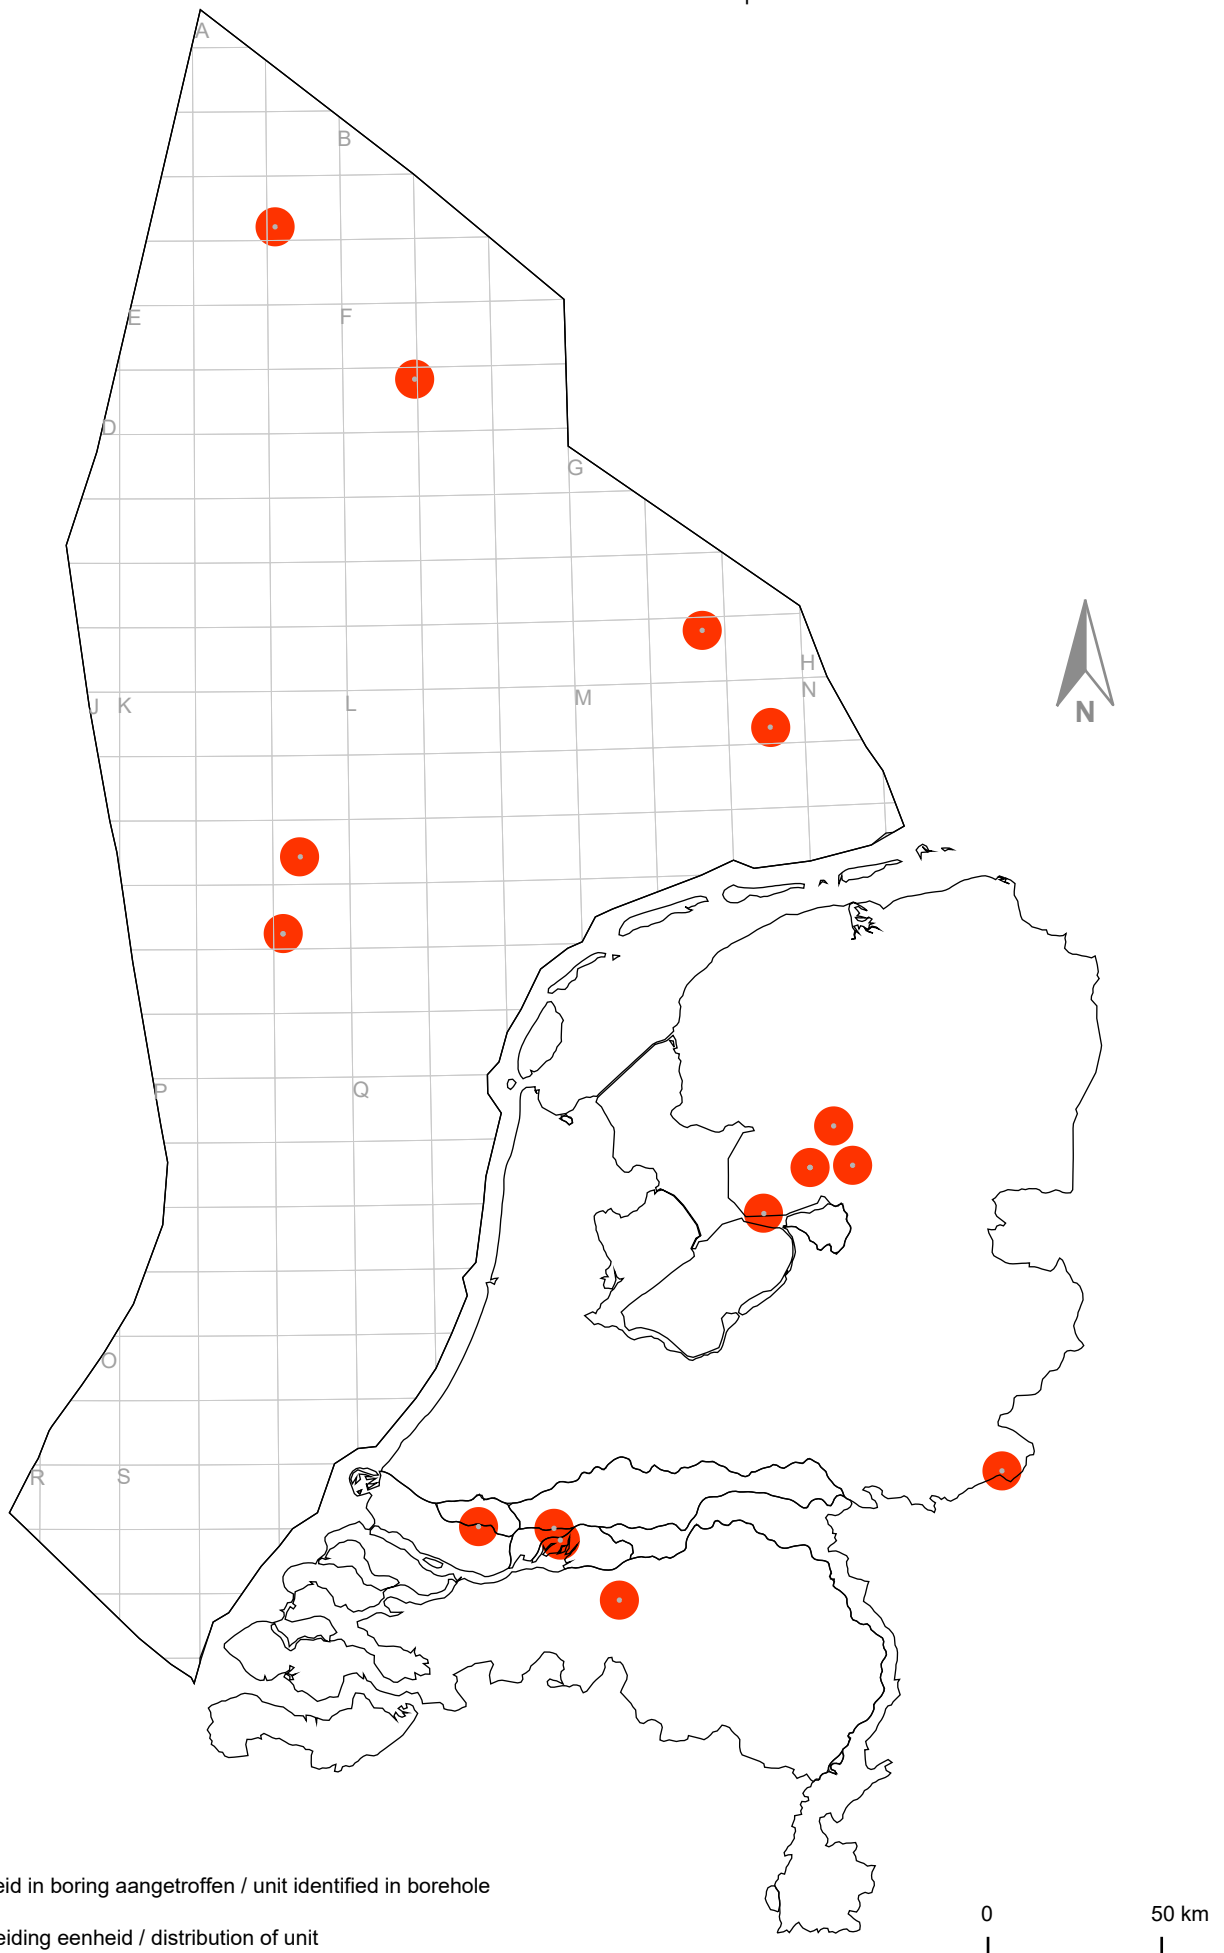 A
B
E
F
D
G
H
N
J K
L
M
N
P
Q
O
R
S
eid in boring aangetroffen / unit identified in borehole
0
50 km
eiding eenheid / distribution of unit